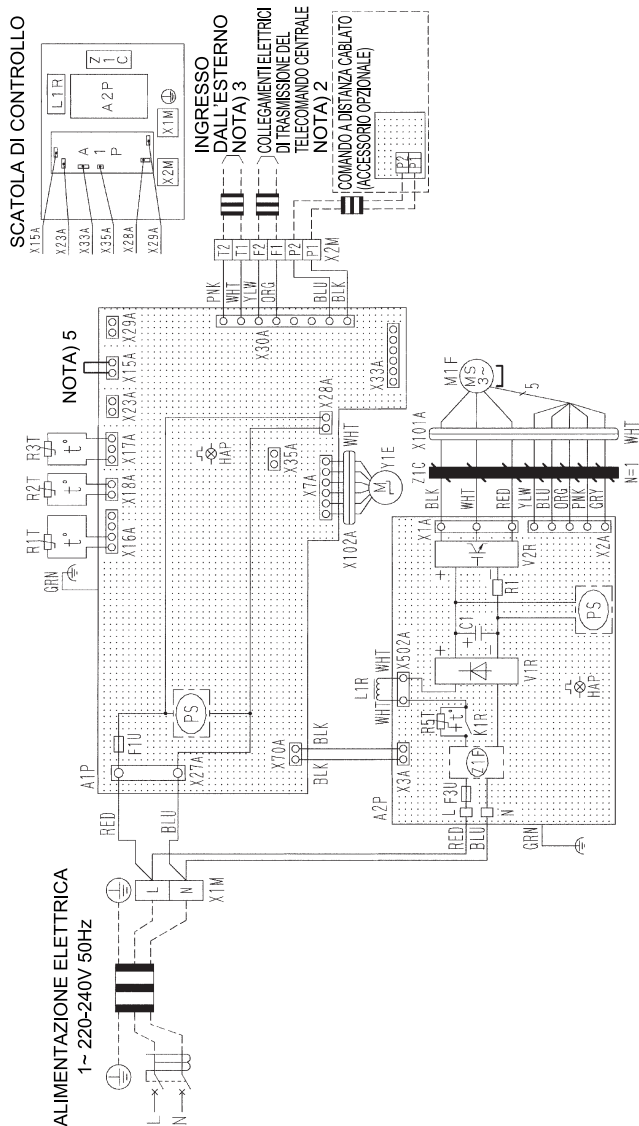 SCATOLA DI CONTROLLO
X15A
X23A
X33A
X35A
X28A
X29A
L1R
A2P
Z1C
A1P
X2M
X1M
INGRESSO
DALL'ESTERNO
NOTA) 3
COLLEGAMENTI ELETTRICI
DI TRASMISSIONE DEL
TELECOMANDO CENTRALE
NOTA) 2
COMANDO A DISTANZA CABLATO
(ACCESSORIO OPZIONALE)
P2
P1
T2
T1
F2
F1
P2
P1
X2M
PNK
WHT
YLW
ORG
BLU
BLK
X30A
X33A
NOTA) 5
X29A
X15A
X23A
R3T
t°
X17A
R2T
t°
X18A
R1T
t°
X16A
GRN
HAP
X28A
X35A
X7A
X102A
WHT
M
Y1E
A1P
F1U
X27A
PS
X70A
BLK
BLK
RED
BLU
ALIMENTAZIONE ELETTRICA
1~ 220-240V 50Hz
L
N
L
N
X1M
RED
BLU
GRN
A2P
X3A
L
F3U
N
Z1F
R5T
t°
K1R
L1R
WHT
WHT
X502A
V1R
+
-
C1
+
R1
V2R
+
-
PS
HAP
X1A
X2A
BLK
WHT
RED
YLW
BLU
ORG
PNK
GRY
Z1C
N=1
X101A
WHT
M1F
MS
3~
5